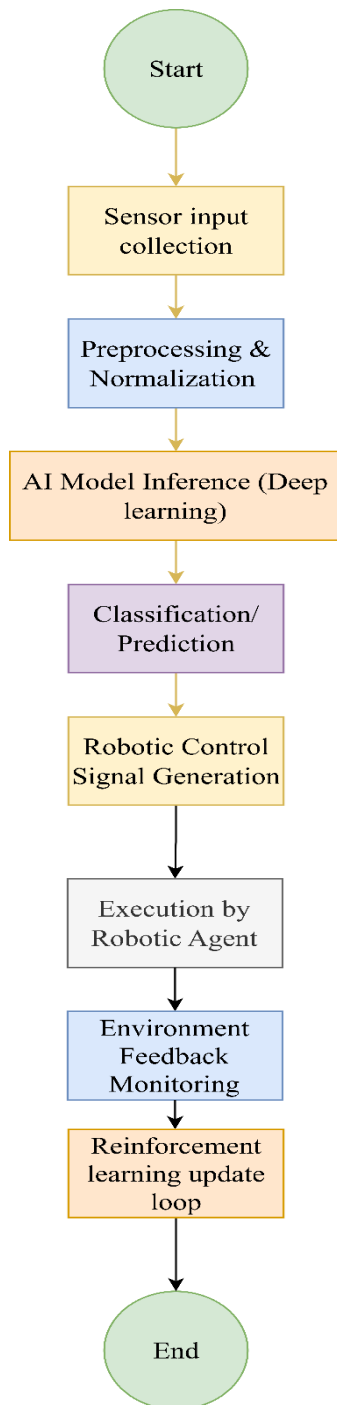 Start
Sensor input
collection
Preprocessing &
Normalization
AI Model Inference (Deep
learning)
Classification/
Prediction
Robotic Control
Signal Generation
Execution by
Robotic Agent
Environment
Feedback
Monitoring
Reinforcement
learning update
loop
End